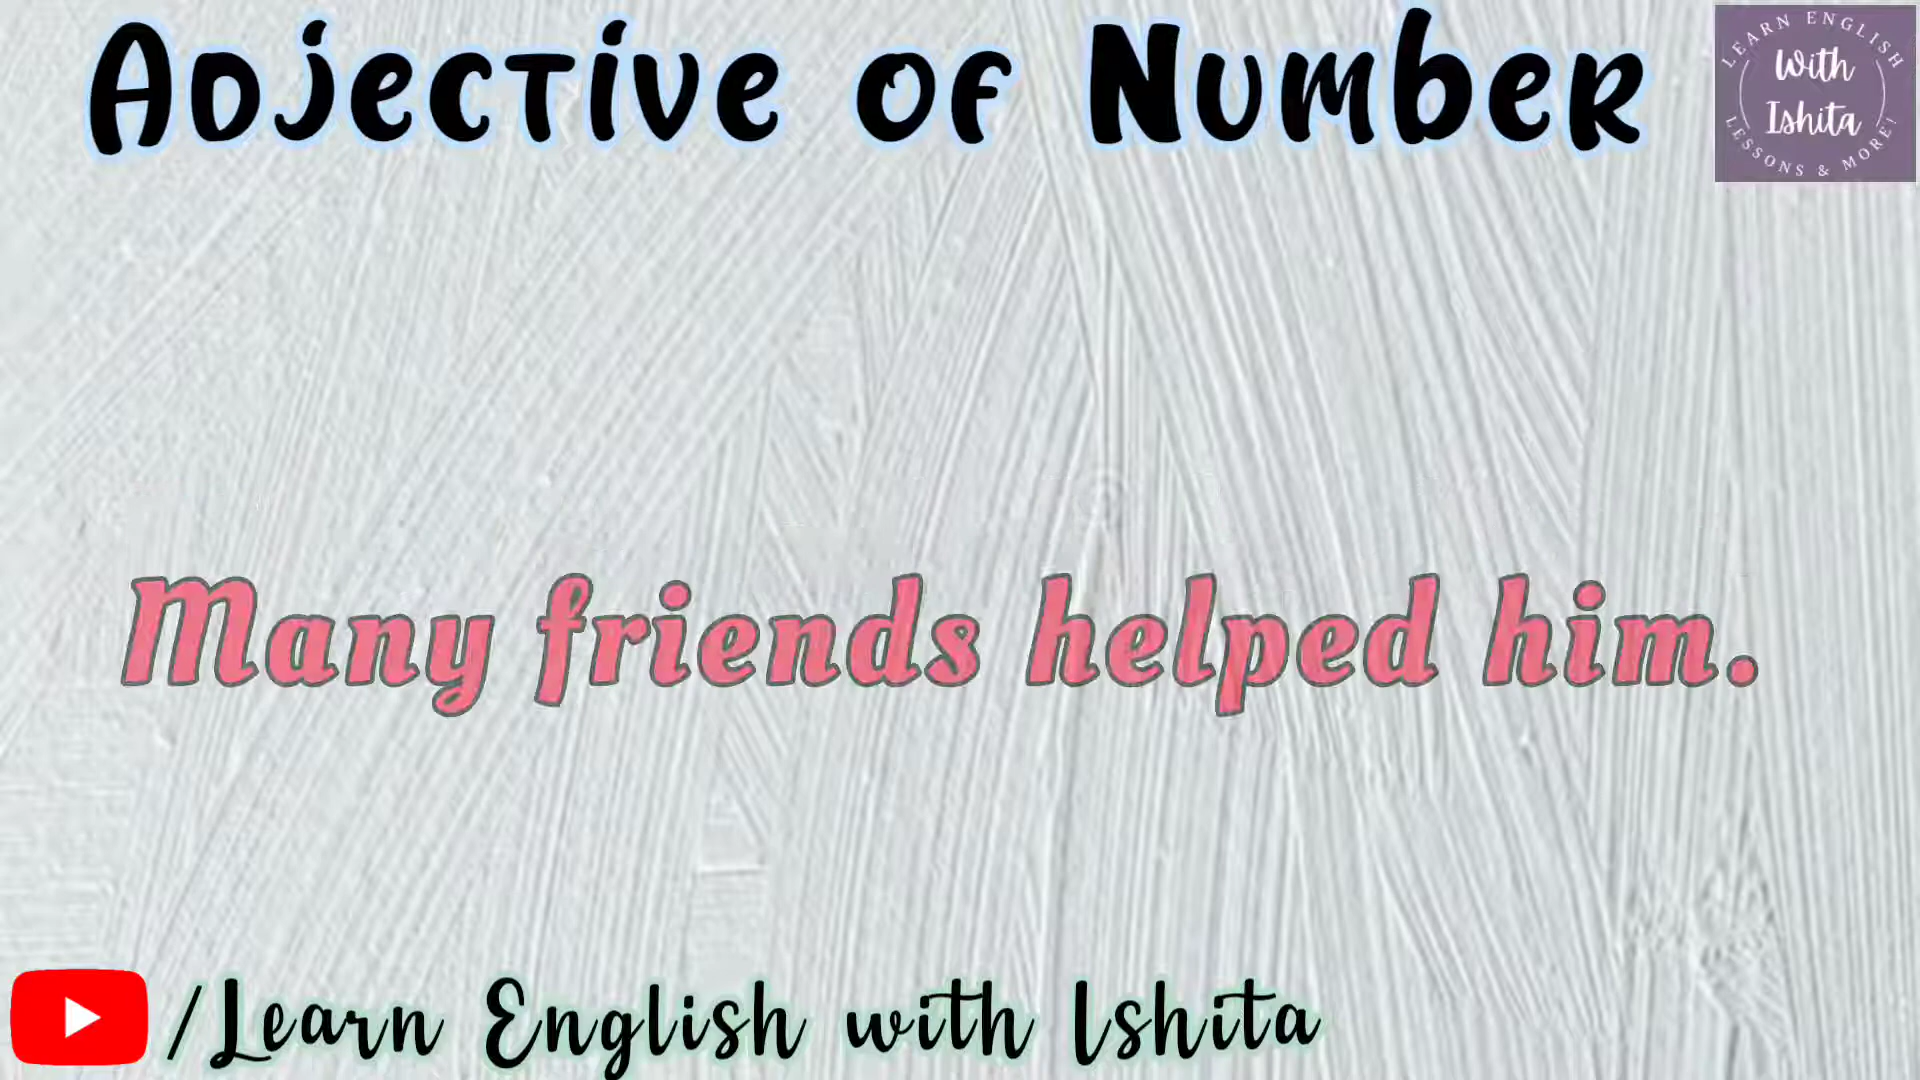 Adjective of Number
LEARN ENGLISH
With
Ishita
LESSONS & MORE!
Many friends helped him.
/Learn English with Ishita